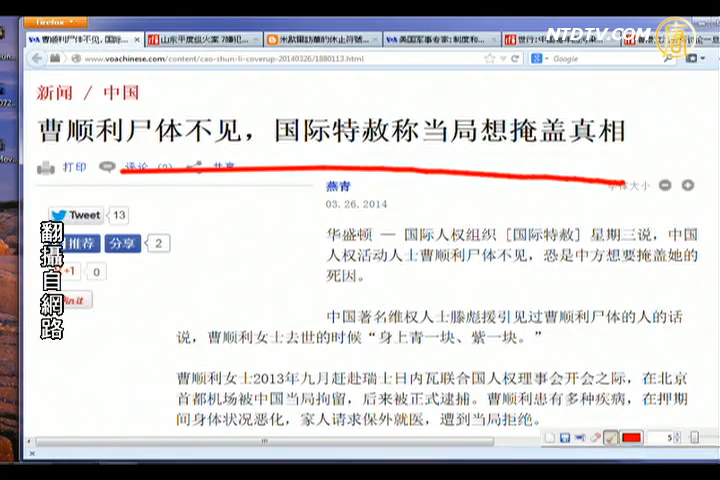 Firefox
NTDTV.COM
曹顺利尸体不见，国际...
美国军事专家：制度和...
www.voachinese.com/content/cao-shun-li-coverup-20140326/1880113.html
Google
新闻 / 中国
曹顺利尸体不见，国际特赦称当局想掩盖真相
打印
评论 (2)
共享
燕青
字体大小
03.26.2014
Tweet 13
推荐 分享 2
+1 0
Pin it
华盛顿 — 国际人权组织 [国际特赦] 星期三说，中国
人权活动人士曹顺利尸体不见，恐是中方想要掩盖她的
死因。
中国著名维权人士滕彪援引见过曹顺利尸体的人的话
说，曹顺利女士去世的时候“身上青一块、紫一块。”
曹顺利女士2013年九月赶赴瑞士日内瓦联合国人权理事会开会之际，在北京
首都机场被中国当局拘留，后来被正式逮捕。曹顺利患有多种疾病，在押期
间身体状况恶化，家人请求保外就医，遭到当局拒绝。
翻攝自網路
5